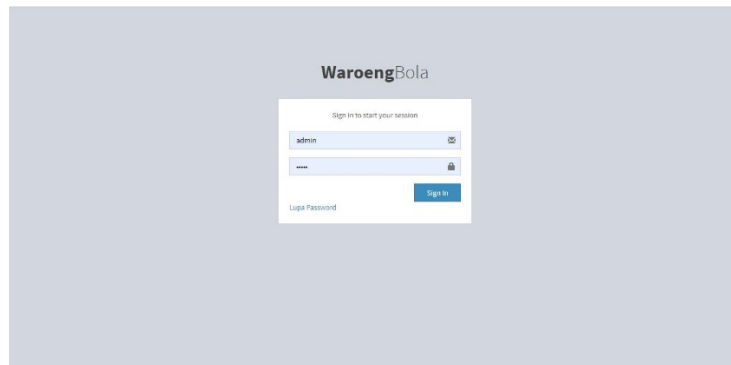 WaroengBola
Sign in to start your session
admin
•••••
Sign In
Lupa Password